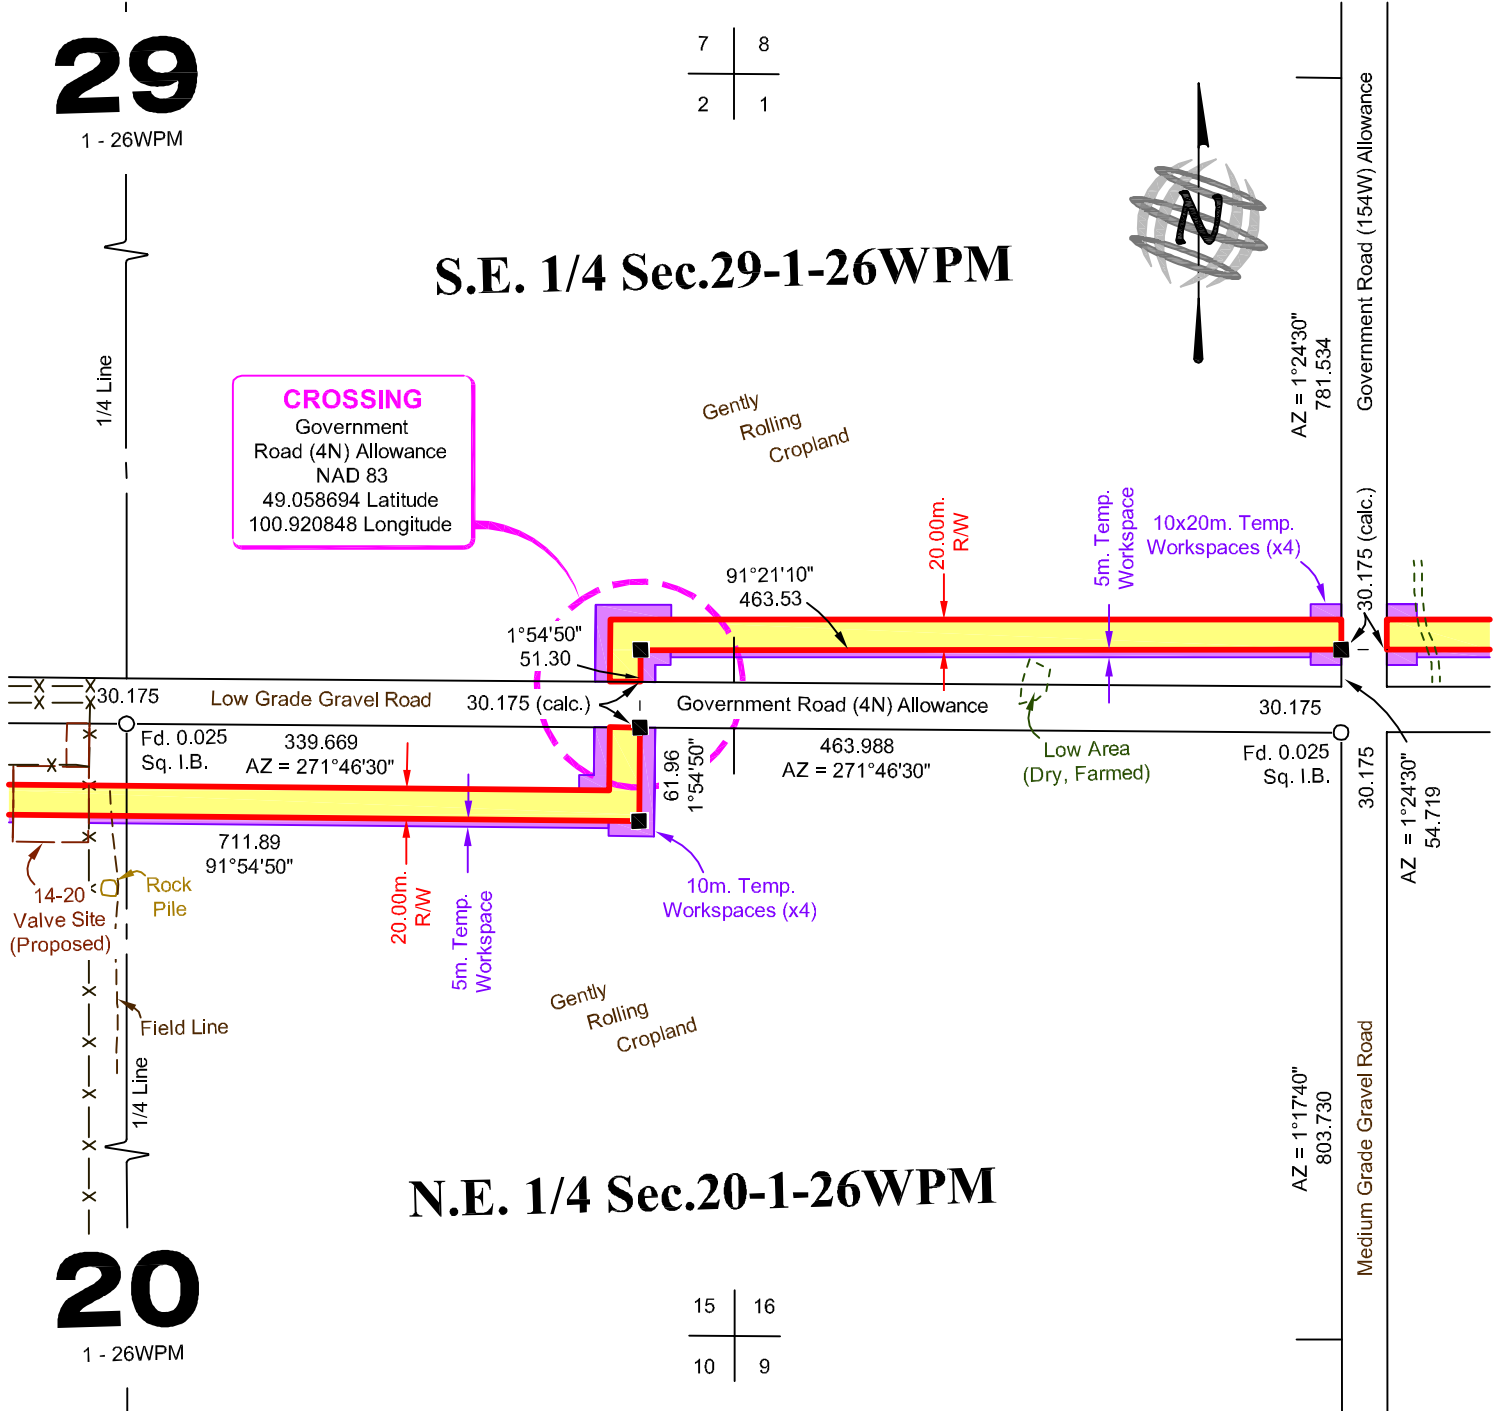 29
1 - 26WPM
7 8
2 1
N
S.E. 1/4 Sec.29-1-26WPM
Government Road (154W) Allowance
AZ = 1°24'30"
781.534
1/4 Line
CROSSING
Government
Road (4N) Allowance
NAD 83
49.058694 Latitude
100.920848 Longitude
Gently
Rolling
Cropland
20.00m.
R/W
5m. Temp.
Workspace
10x20m. Temp.
Workspaces (x4)
30.175 (calc.)
91°21'10"
463.53
1°54'50"
51.30
X X
X X
30.175
Low Grade Gravel Road
30.175 (calc.)
Government Road (4N) Allowance
30.175
Fd. 0.025
Sq. I.B.
339.669
AZ = 271°46'30"
61.96
1°54'50"
463.988
AZ = 271°46'30"
Low Area
(Dry, Farmed)
Fd. 0.025
Sq. I.B.
30.175
AZ = 1°24'30"
54.719
X
X
X
X
711.89
91°54'50"
20.00m.
R/W
5m. Temp.
Workspace
10m. Temp.
Workspaces (x4)
14-20
Valve Site
(Proposed)
Rock
Pile
X
X
Field Line
X
X
X
X
X
1/4 Line
Gently
Rolling
Cropland
AZ = 1°17'40"
803.730
Medium Grade Gravel Road
N.E. 1/4 Sec.20-1-26WPM
20
1 - 26WPM
15 16
10 9